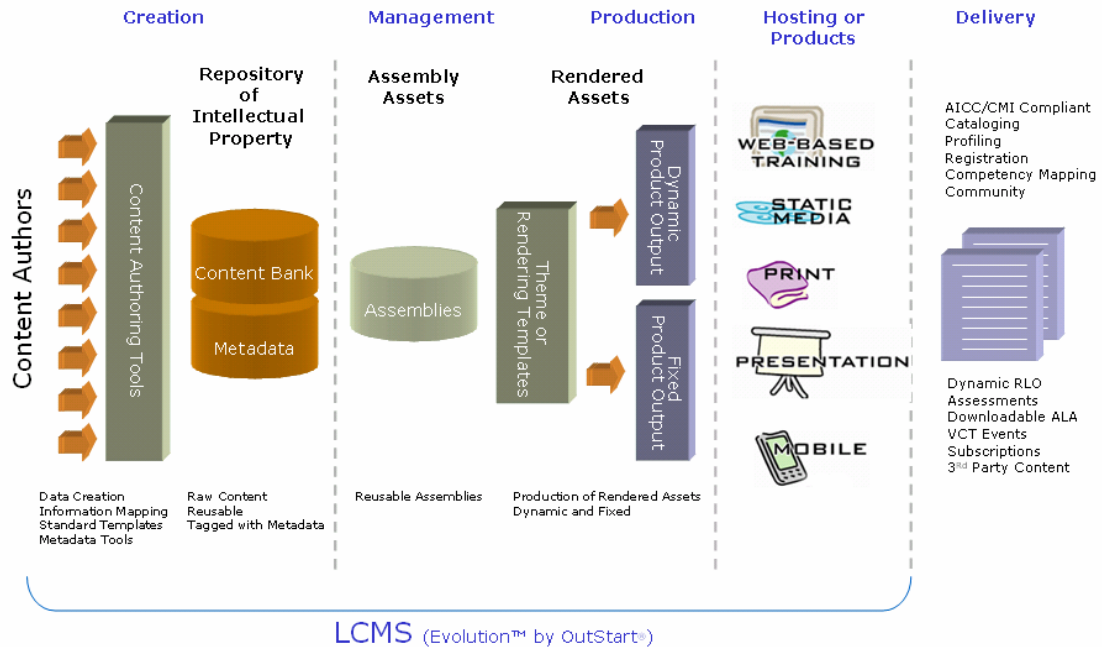 Creation
Management
Production
Hosting or
Products
Delivery
Repository
of
Intellectual
Property
Assembly
Assets
Rendered
Assets
Content Authors
Content Authoring Tools
Content Bank
Metadata
Assemblies
Theme or
Rendering Templates
Dynamic
Product Output
Fixed
Product Output
WEB-BASED
TRAINING
STATIC
MEDIA
PRINT
PRESENTATION
MOBILE
AICC/CMI Compliant
Cataloging
Profiling
Registration
Competency Mapping
Community
Dynamic RLO
Assessments
Downloadable ALA
VCT Events
Subscriptions
3Rd Party Content
Data Creation
Information Mapping
Standard Templates
Metadata Tools
Raw Content
Reusable
Tagged with Metadata
Reusable Assemblies
Production of Rendered Assets
Dynamic and Fixed
LCMS (Evolution™ by OutStart®)